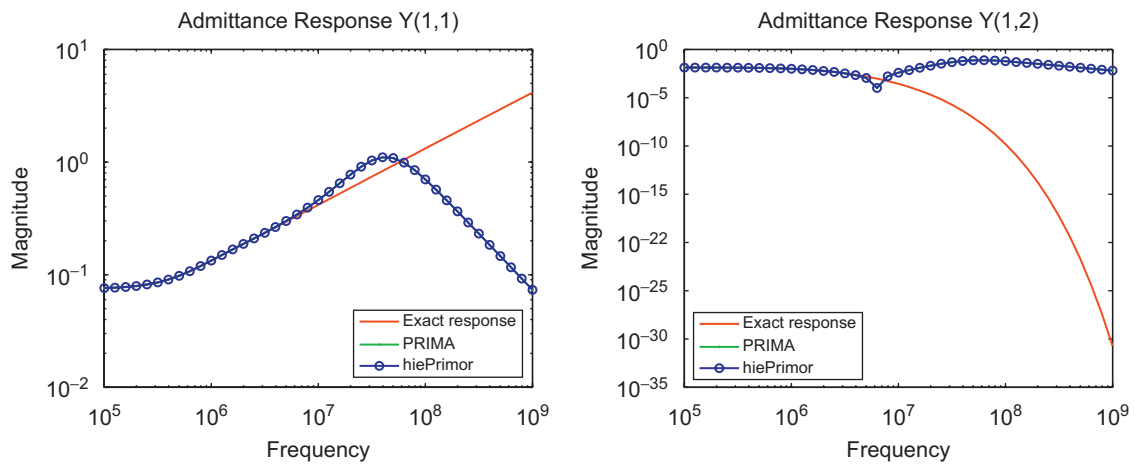 Admittance Response Y(1,1)
10^1
10^0
10^−1
10^−2
Magnitude
Exact response
PRIMA
hiePrimor
10^5 10^6 10^7 10^8 10^9
Frequency
Admittance Response Y(1,2)
10^0
10^−5
10^−10
10^−15
10^−22
10^−25
10^−30
10^−35
Magnitude
Exact response
PRIMA
hiePrimor
10^5 10^6 10^7 10^8 10^9
Frequency